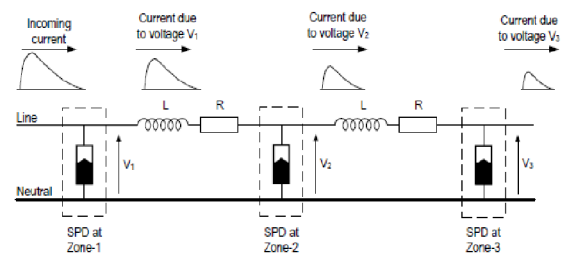 Incoming
current
Current due
to voltage V1
Current due
to voltage V2
Current due
to voltage V3
L R L R
Line
V1 V2 V3
Neutral
SPD at
Zone-1
SPD at
Zone-2
SPD at
Zone-3